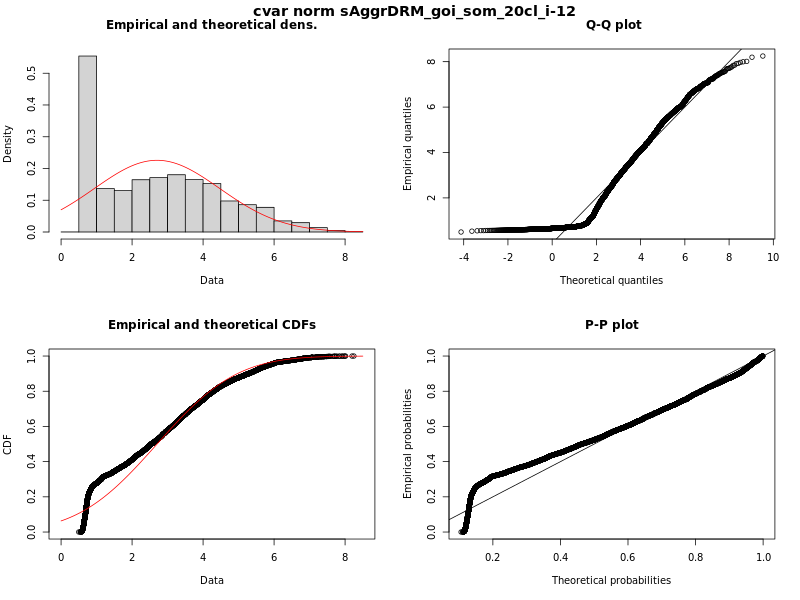 cvar norm sAggrDRM_goi_som_20cl_i-12
Empirical and theoretical dens.
Density
0.0 0.1 0.2 0.3 0.4 0.5
0 2 4 6 8
Data
Q-Q plot
Empirical quantiles
2 4 6 8
-4 -2 0 2 4 6 8 10
Theoretical quantiles
Empirical and theoretical CDFs
CDF
0.0 0.2 0.4 0.6 0.8 1.0
0 2 4 6 8
Data
P-P plot
Empirical probabilities
0.0 0.2 0.4 0.6 0.8 1.0
0.2 0.4 0.6 0.8 1.0
Theoretical probabilities